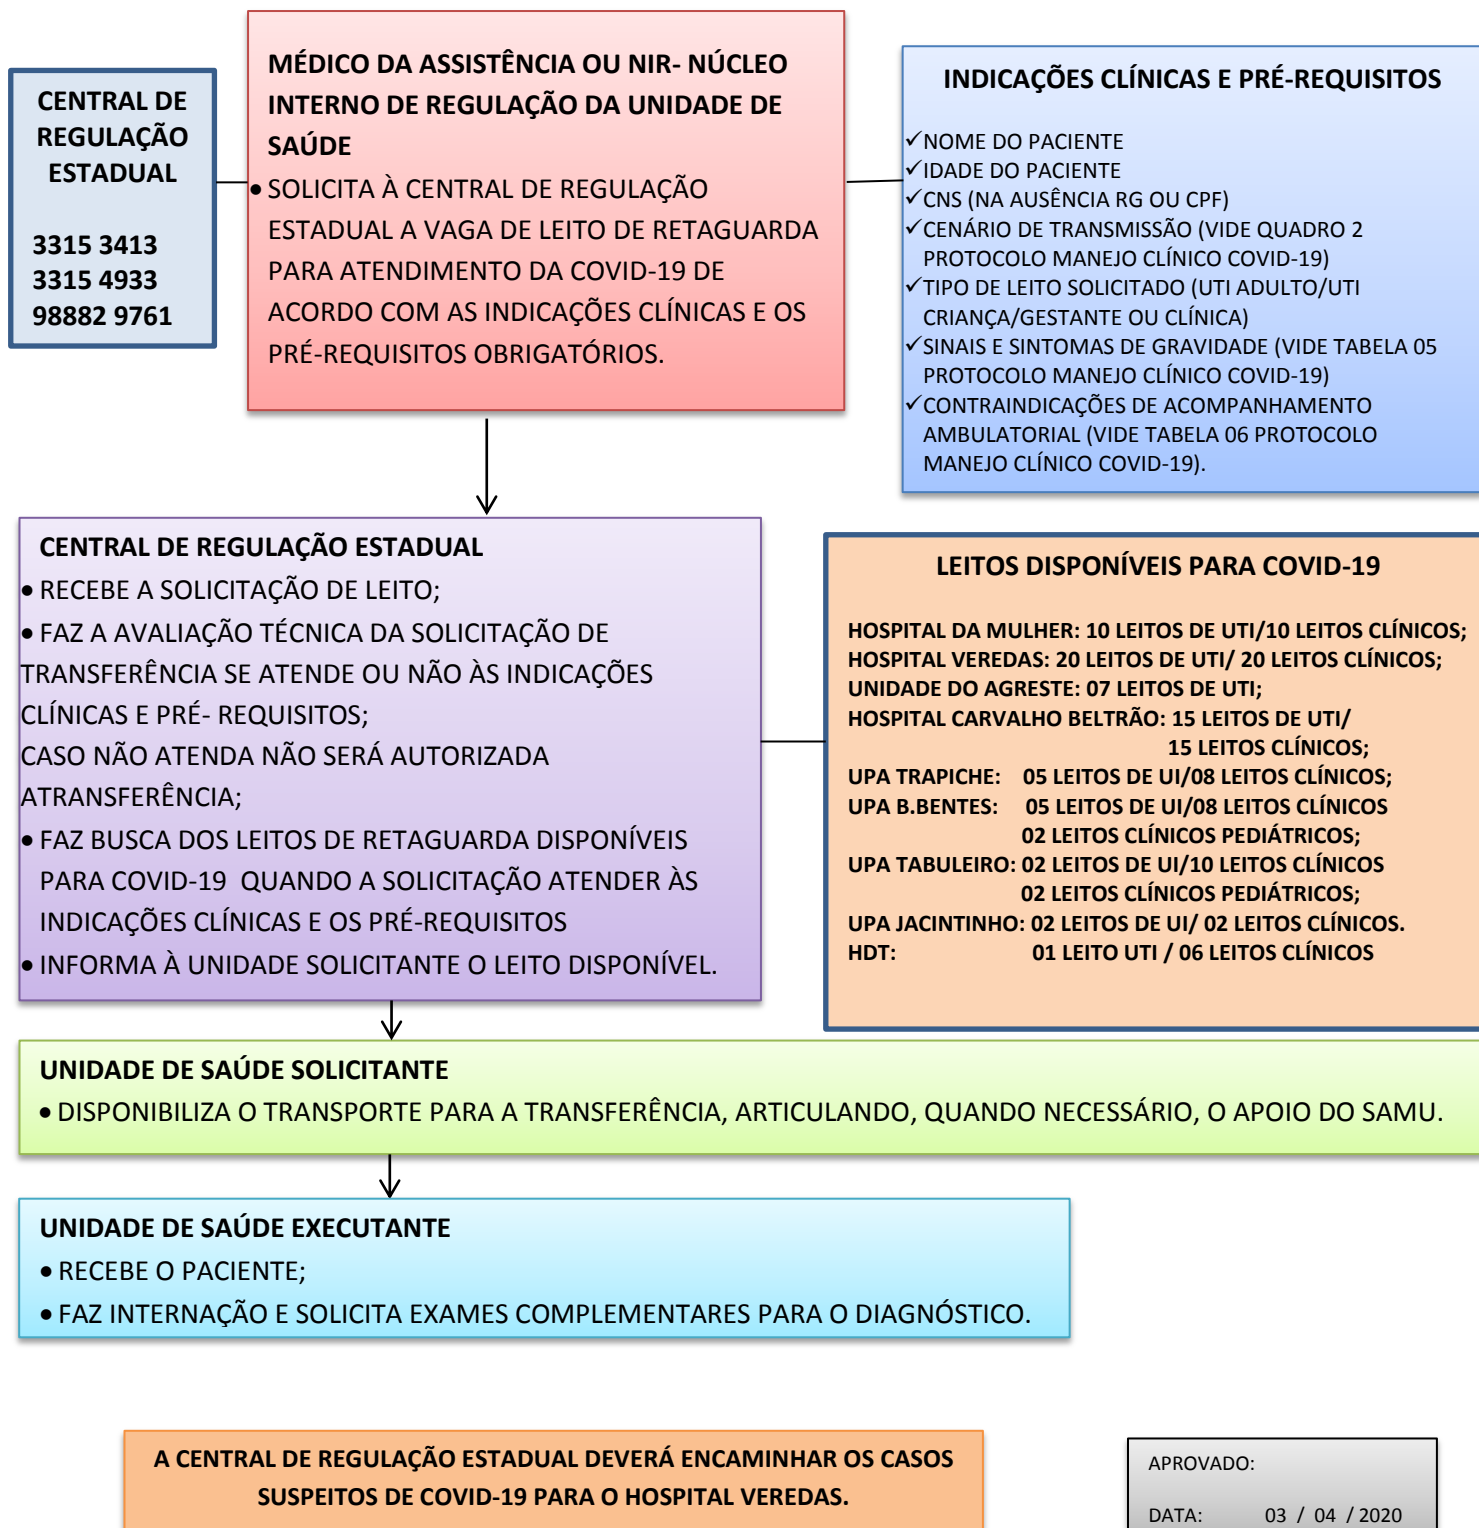 CENTRAL DE
REGULAÇÃO
ESTADUAL
3315 3413
3315 4933
98882 9761
MÉDICO DA ASSISTÊNCIA OU NIR- NÚCLEO
INTERNO DE REGULAÇÃO DA UNIDADE DE
SAÚDE
• SOLICITA À CENTRAL DE REGULAÇÃO
ESTADUAL A VAGA DE LEITO DE RETAGUARDA
PARA ATENDIMENTO DA COVID-19 DE
ACORDO COM AS INDICAÇÕES CLÍNICAS E OS
PRÉ-REQUISITOS OBRIGATÓRIOS.
INDICAÇÕES CLÍNICAS E PRÉ-REQUISITOS
✓NOME DO PACIENTE
✓IDADE DO PACIENTE
✓CNS (NA AUSÊNCIA RG OU CPF)
✓CENÁRIO DE TRANSMISSÃO (VIDE QUADRO 2
PROTOCOLO MANEJO CLÍNICO COVID-19)
✓TIPO DE LEITO SOLICITADO (UTI ADULTO/UTI
CRIANÇA/GESTANTE OU CLÍNICA)
✓SINAIS E SINTOMAS DE GRAVIDADE (VIDE TABELA 05
PROTOCOLO MANEJO CLÍNICO COVID-19)
✓CONTRAINDICAÇÕES DE ACOMPANHAMENTO
AMBULATORIAL (VIDE TABELA 06 PROTOCOLO
MANEJO CLÍNICO COVID-19).
CENTRAL DE REGULAÇÃO ESTADUAL
• RECEBE A SOLICITAÇÃO DE LEITO;
• FAZ A AVALIAÇÃO TÉCNICA DA SOLICITAÇÃO DE
TRANSFERÊNCIA SE ATENDE OU NÃO ÀS INDICAÇÕES
CLÍNICAS E PRÉ- REQUISITOS;
CASO NÃO ATENDA NÃO SERÁ AUTORIZADA
ATRANSFERÊNCIA;
• FAZ BUSCA DOS LEITOS DE RETAGUARDA DISPONÍVEIS
PARA COVID-19 QUANDO A SOLICITAÇÃO ATENDER ÀS
INDICAÇÕES CLÍNICAS E OS PRÉ-REQUISITOS
• INFORMA À UNIDADE SOLICITANTE O LEITO DISPONÍVEL.
LEITOS DISPONÍVEIS PARA COVID-19
HOSPITAL DA MULHER: 10 LEITOS DE UTI/10 LEITOS CLÍNICOS;
HOSPITAL VEREDAS: 20 LEITOS DE UTI/ 20 LEITOS CLÍNICOS;
UNIDADE DO AGRESTE: 07 LEITOS DE UTI;
HOSPITAL CARVALHO BELTRÃO: 15 LEITOS DE UTI/
15 LEITOS CLÍNICOS;
UPA TRAPICHE: 05 LEITOS DE UI/08 LEITOS CLÍNICOS;
UPA B.BENTES: 05 LEITOS DE UI/08 LEITOS CLÍNICOS
02 LEITOS CLÍNICOS PEDIÁTRICOS;
UPA TABULEIRO: 02 LEITOS DE UI/10 LEITOS CLÍNICOS
02 LEITOS CLÍNICOS PEDIÁTRICOS;
UPA JACINTINHO: 02 LEITOS DE UI/ 02 LEITOS CLÍNICOS.
HDT: 01 LEITO UTI / 06 LEITOS CLÍNICOS
UNIDADE DE SAÚDE SOLICITANTE
• DISPONIBILIZA O TRANSPORTE PARA A TRANSFERÊNCIA, ARTICULANDO, QUANDO NECESSÁRIO, O APOIO DO SAMU.
UNIDADE DE SAÚDE EXECUTANTE
• RECEBE O PACIENTE;
• FAZ INTERNAÇÃO E SOLICITA EXAMES COMPLEMENTARES PARA O DIAGNÓSTICO.
A CENTRAL DE REGULAÇÃO ESTADUAL DEVERÁ ENCAMINHAR OS CASOS
SUSPEITOS DE COVID-19 PARA O HOSPITAL VEREDAS.
APROVADO:
DATA: 03 / 04 / 2020